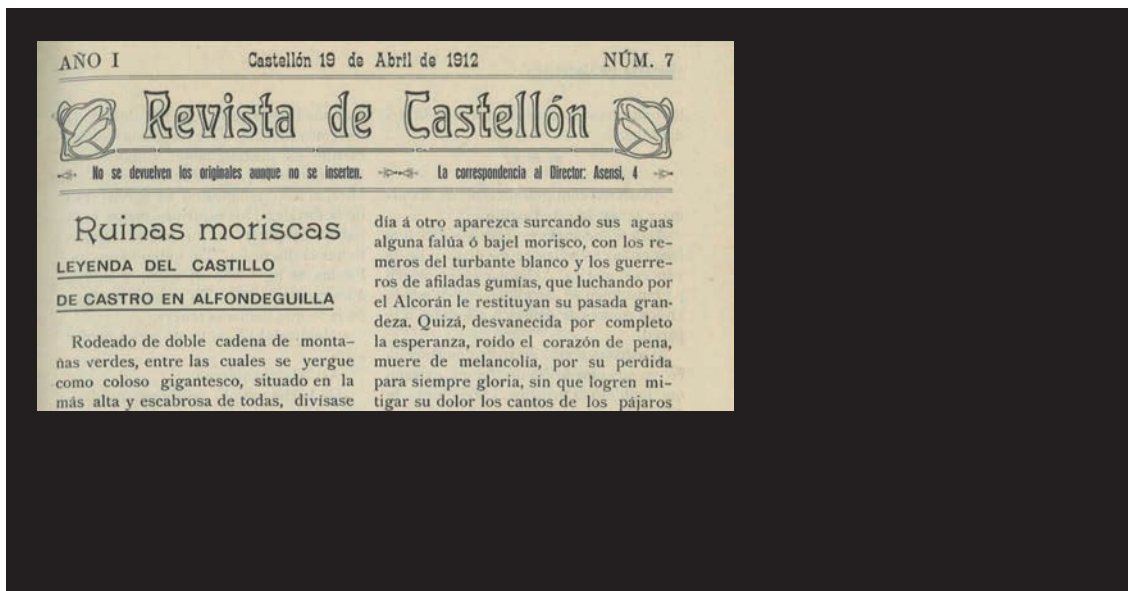 AÑO I
Castellón 19 de Abril de 1912
NÚM. 7
Revista de Castellón
No se devuelven los originales aunque no se inserten.
La correspondencia al Director: Asensi, 4
Ruinas moriscas
LEYENDA DEL CASTILLO
DE CASTRO EN ALFONDEGUILLA
Rodeado de doble cadena de monta-
ñas verdes, entre las cuales se yergue
como coloso gigantesco, situado en la
más alta y escabrosa de todas, divísase
día á otro aparezca surcando sus aguas
alguna falúa ó bajel morisco, con los re-
meros del turbante blanco y los guerre-
ros de afiladas gumías, que luchando por
el Alcorán le restituyan su pasada gran-
deza. Quizá, desvanecida por completo
la esperanza, roído el corazón de pena,
muere de melancolía, por su perdida
para siempre gloria, sin que logren mi-
tigar su dolor los cantos de los pájaros